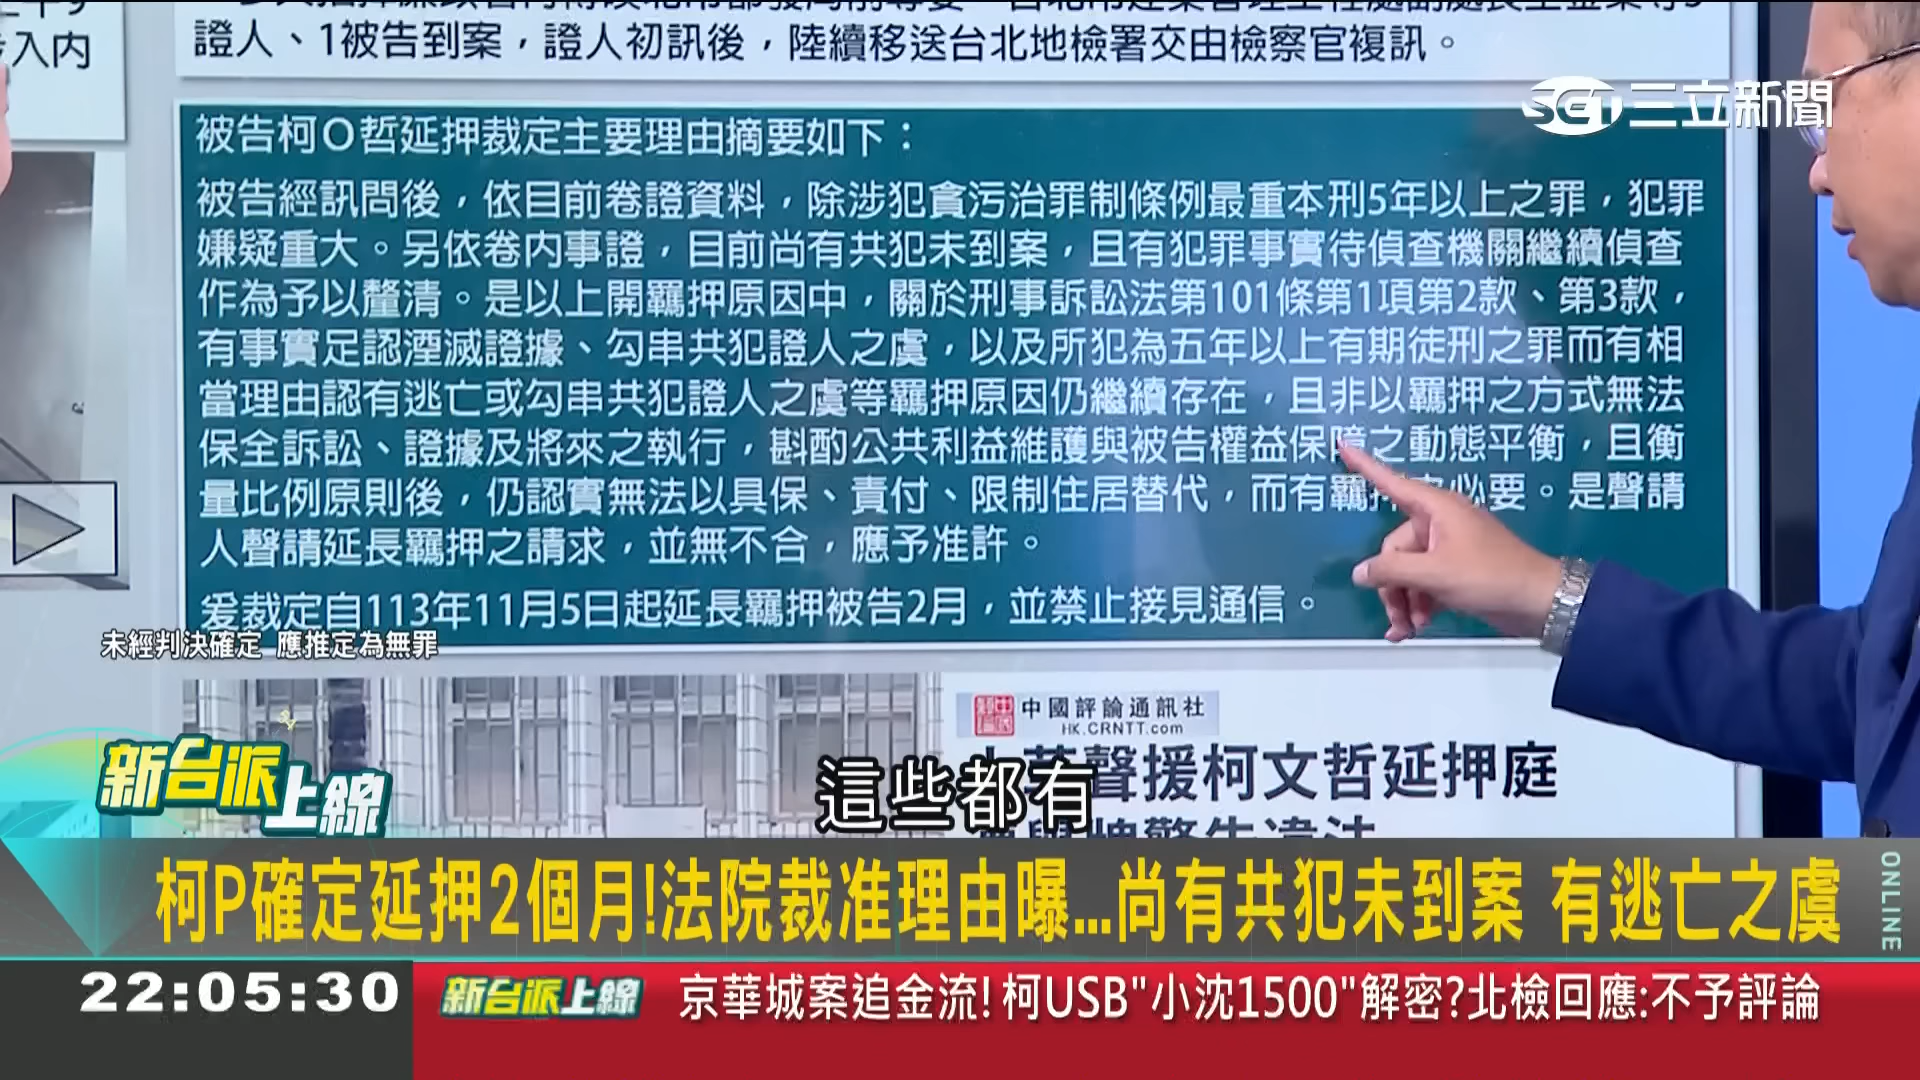 步入內
證人、1被告到案，證人初訊後，陸續移送台北地檢署交由檢察官複訊。
SET三立新聞
被告柯O哲延押裁定主要理由摘要如下：
被告經訊問後，依目前卷證資料，除涉犯貪污治罪制條例最重本刑5年以上之罪，犯罪
嫌疑重大。另依卷內事證，目前尚有共犯未到案，且有犯罪事實待偵查機關繼續偵查
作為予以釐清。是以上開羈押原因中，關於刑事訴訟法第101條第1項第2款、第3款，
有事實足認湮滅證據、勾串共犯證人之虞，以及所犯為五年以上有期徒刑之罪而有相
當理由認有逃亡或勾串共犯證人之虞等羈押原因仍繼續存在，且非以羈押之方式無法
保全訴訟、證據及將來之執行，斟酌公共利益維護與被告權益保障之動態平衡，且衡
量比例原則後，仍認實無法以具保、責付、限制住居替代，而有羈押之必要。是聲請
人聲請延長羈押之請求，並無不合，應予准許。
爰裁定自113年11月5日起延長羈押被告2月，並禁止接見通信。
未經判決確定 應推定為無罪
中國評論通訊社
HK.CRNTT.com
聲援柯文哲延押庭
新台派上線
這些都有
柯P確定延押2個月!法院裁准理由曝...尚有共犯未到案 有逃亡之虞
ONLINE
22:05:30
新台派上線
京華城案追金流!柯USB"小沈1500"解密?北檢回應:不予評論